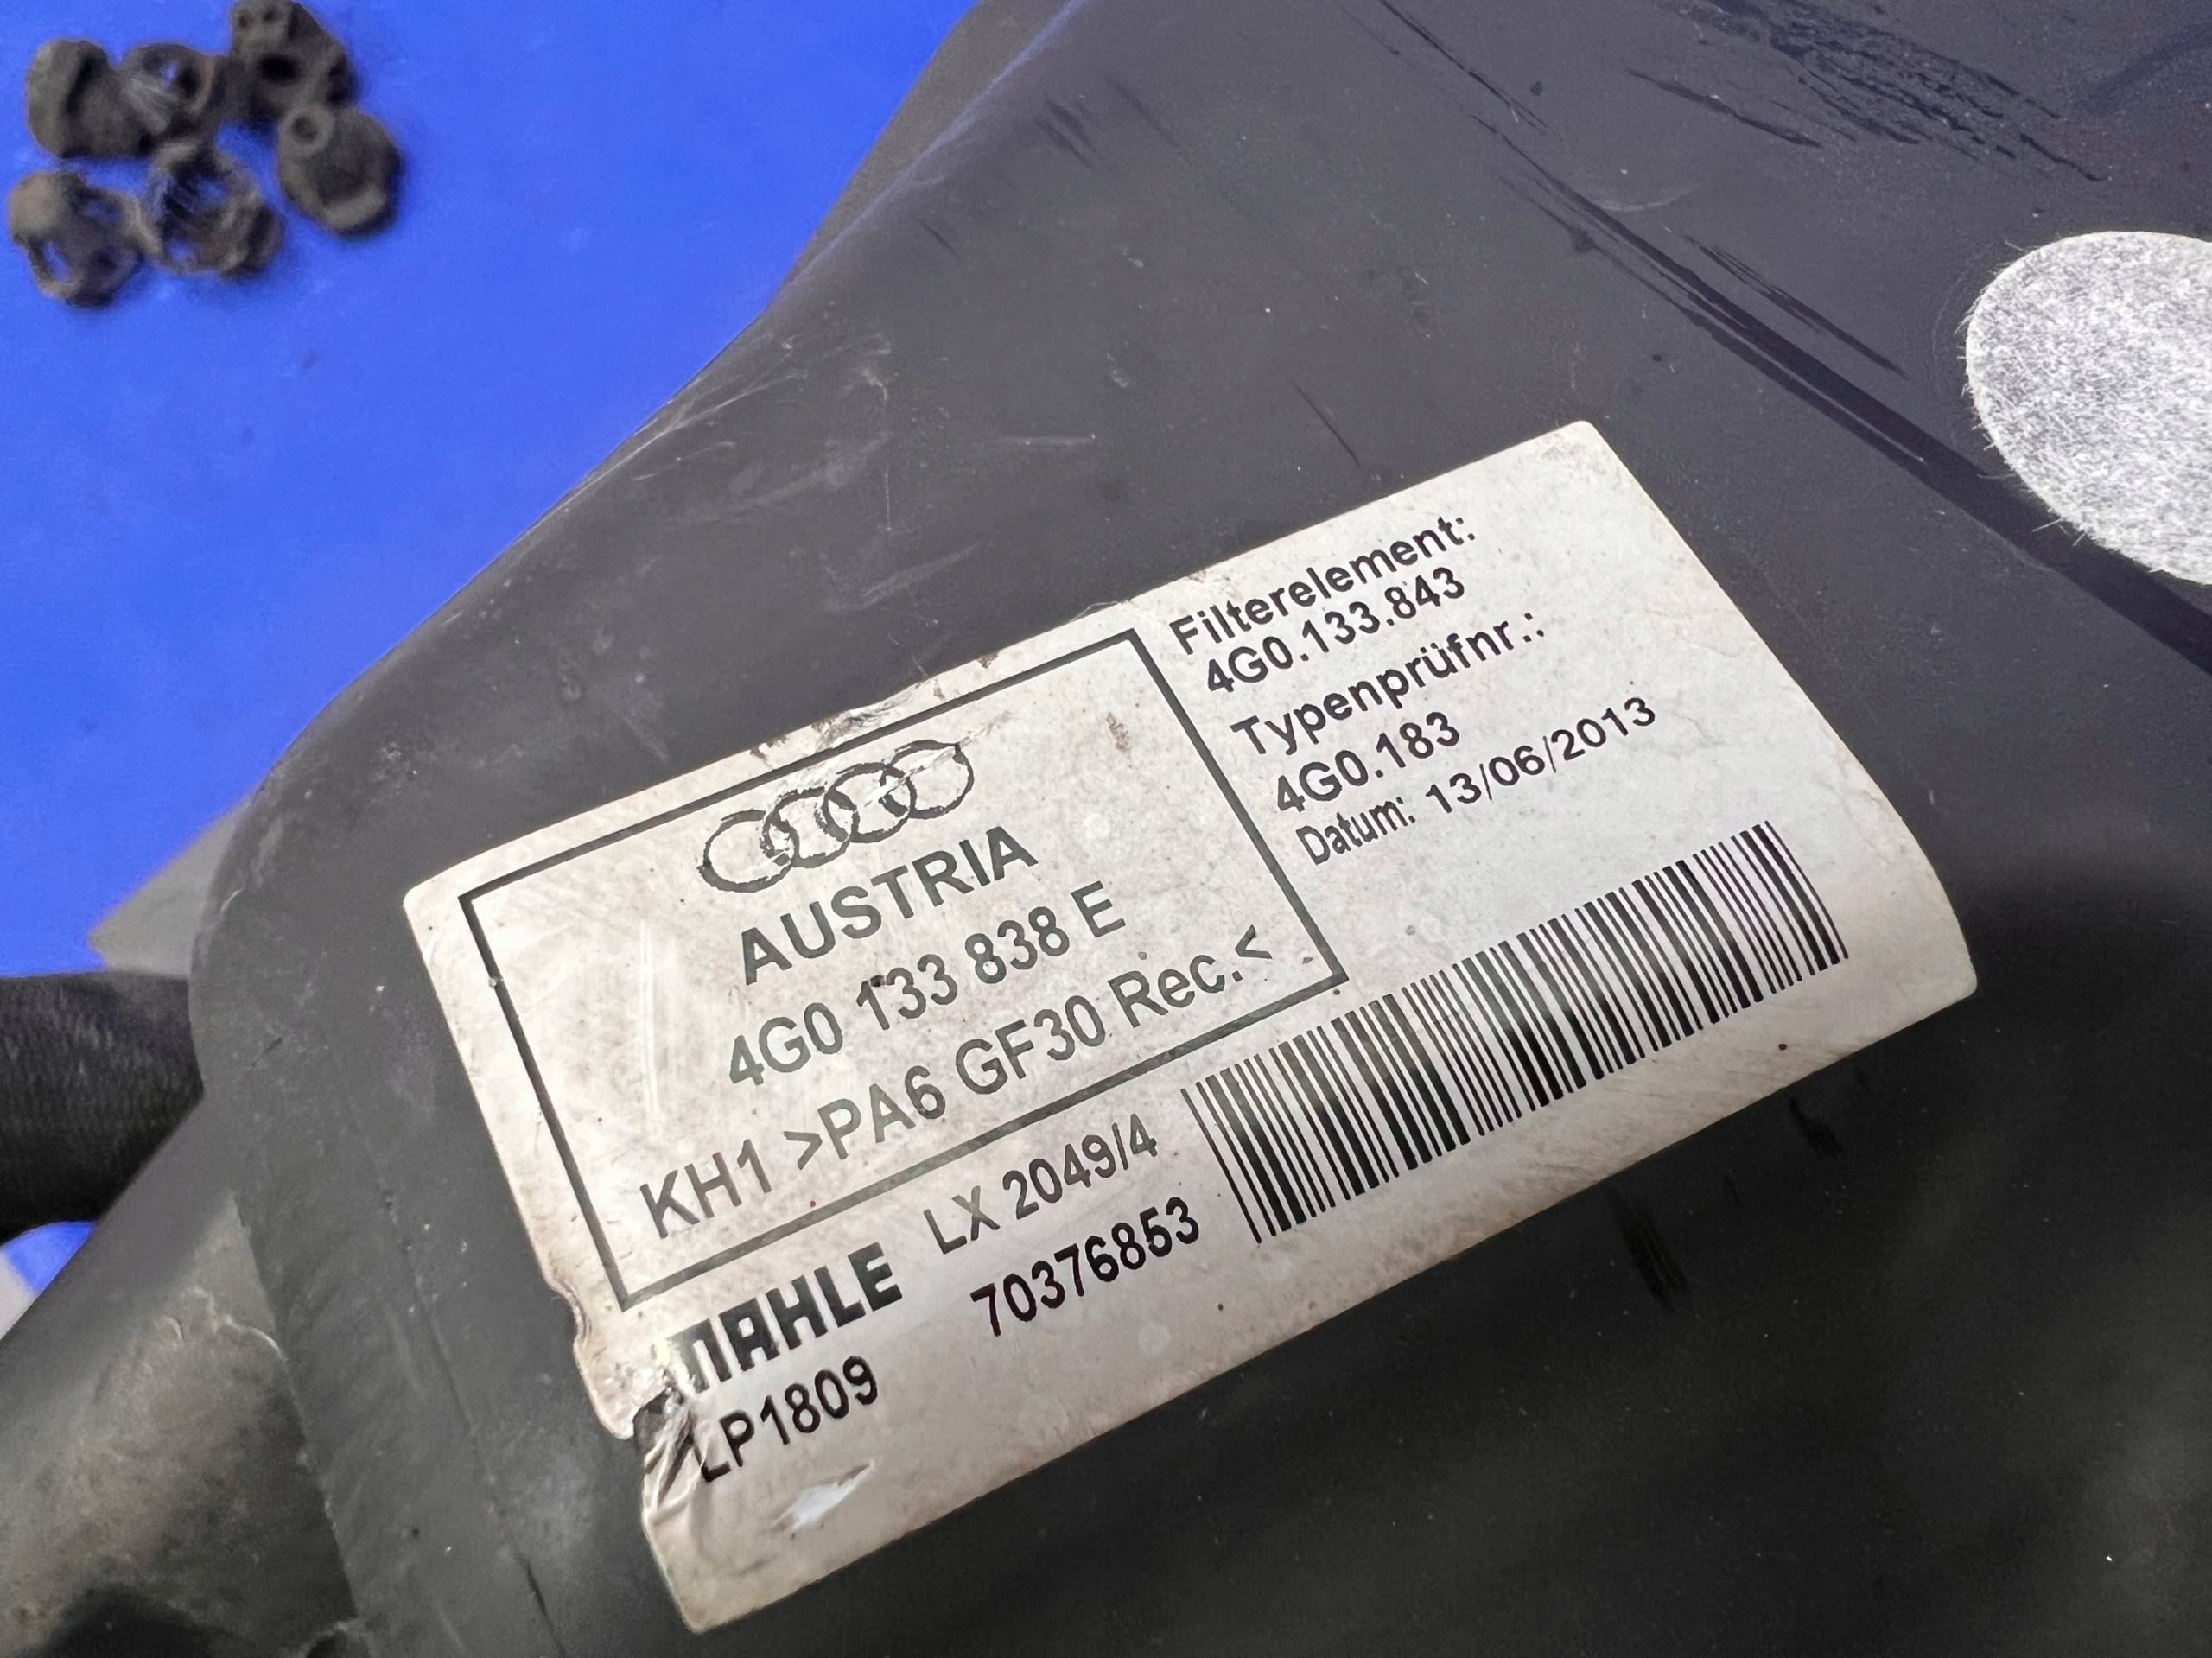 AUSTRIA
4G0 133 838 E
KH1 >PA6 GF30 Rec.<
Filterelement:
4G0.133.843
Typenprüfnr.:
4G0.183
Datum: 13/06/2013
MAHLE LX 2049/4
LP1809 70376853